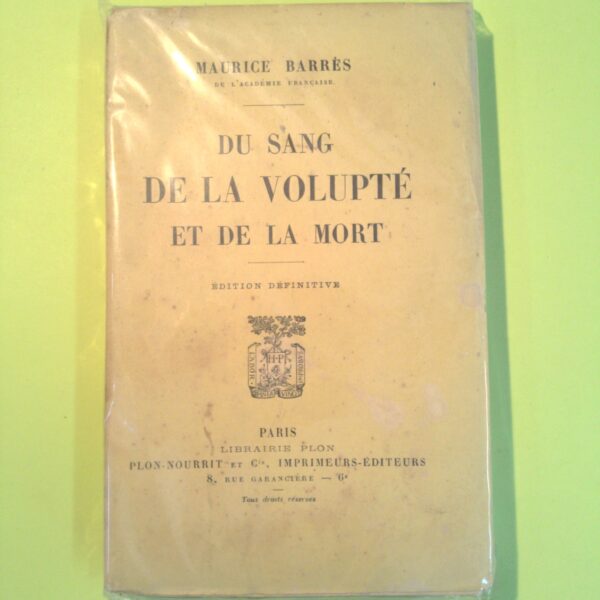 MAURICE BARRÈS
DE L'ACADÉMIE FRANÇAISE
DU SANG
DE LA VOLUPTÉ
ET DE LA MORT
ÉDITION DÉFINITIVE
H·P
PARIS
LIBRAIRIE PLON
PLON-NOURRIT ET Cie, IMPRIMEURS-ÉDITEURS
8, RUE GARANCIÈRE — 6e
Tous droits réservés